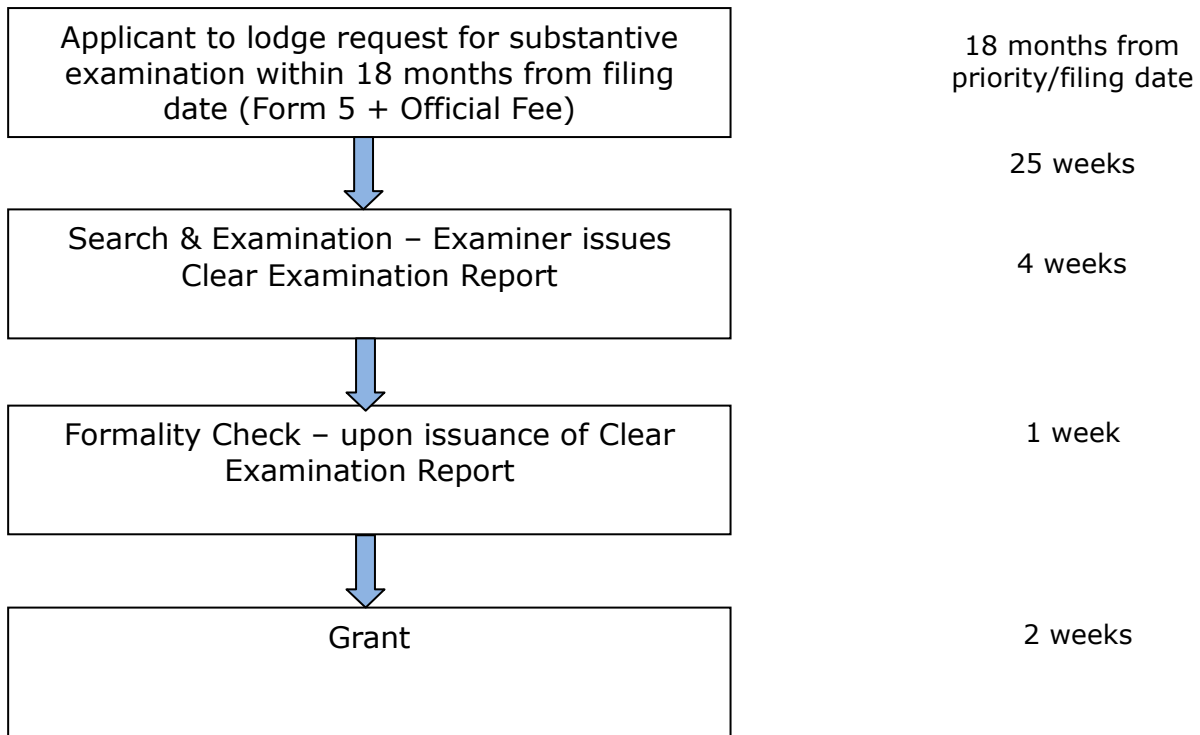 Applicant to lodge request for substantive
examination within 18 months from filing
date (Form 5 + Official Fee)
18 months from
priority/filing date
25 weeks
Search & Examination – Examiner issues
Clear Examination Report
4 weeks
Formality Check – upon issuance of Clear
Examination Report
1 week
Grant
2 weeks